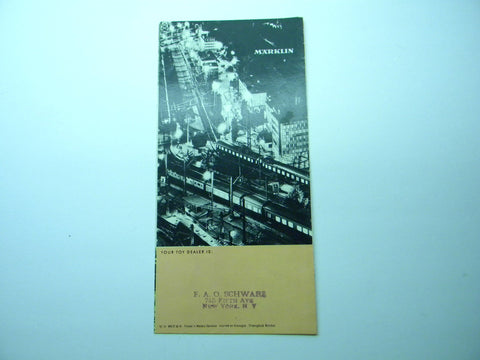 MÄRKLIN
YOUR TOY DEALER IS:
F. A. O. SCHWARZ
745 FIFTH AVE
NEW YORK, N Y